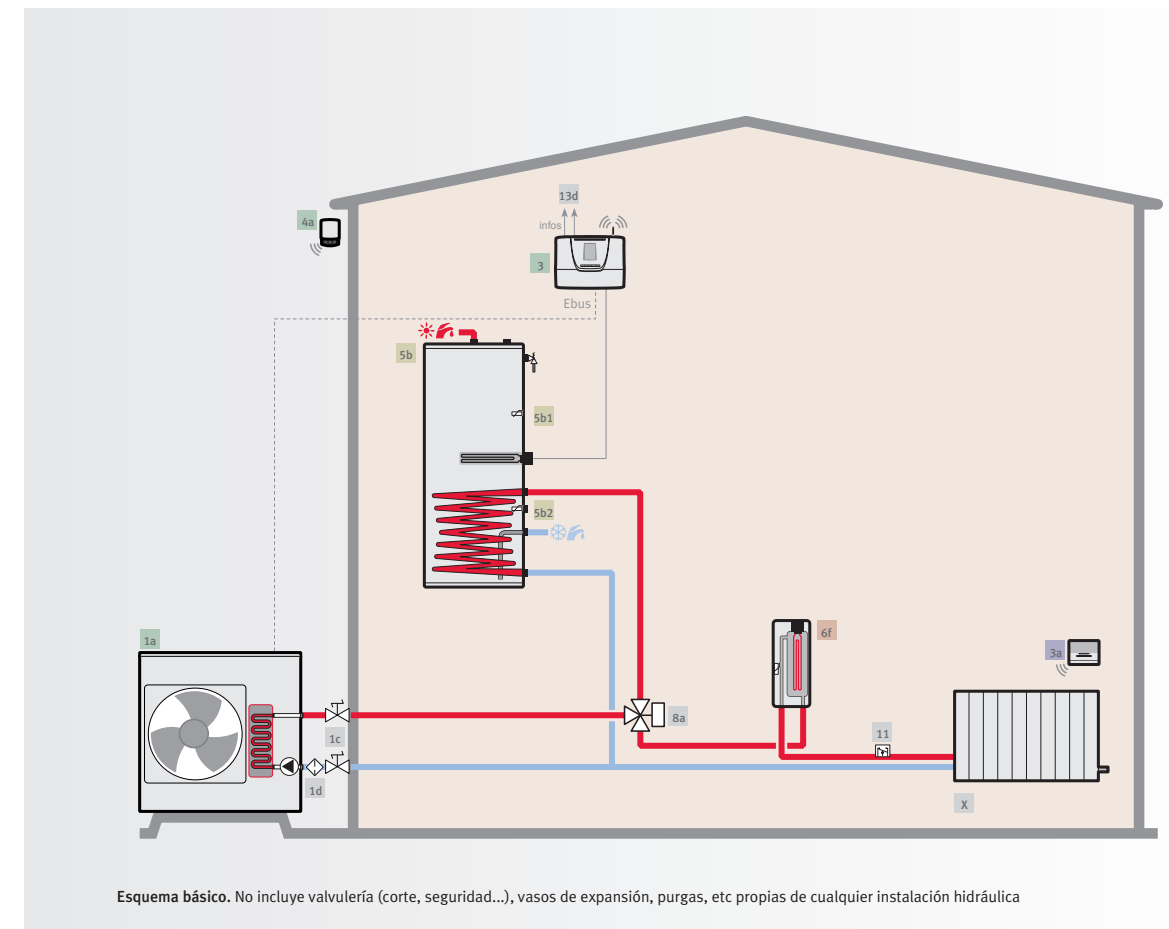 13d
4a
infos
3
Ebus
5b
5b1
5b2
1a
6f
3a
8a
1c
11
1d
X
Esquema básico. No incluye valvulería (corte, seguridad...), vasos de expansión, purgas, etc propias de cualquier instalación hidráulica